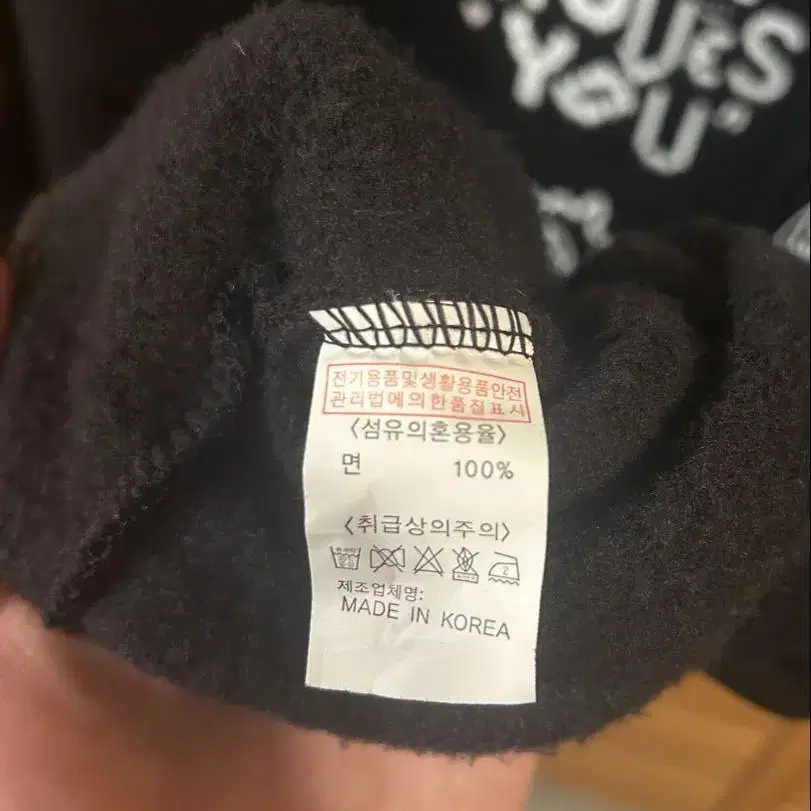 YOU"
전기용품및생활용품안전
관리법에의한품질표시
<섬유의혼용율>
면 100%
<취급상의주의>
2
제조업체명:
MADE IN KOREA